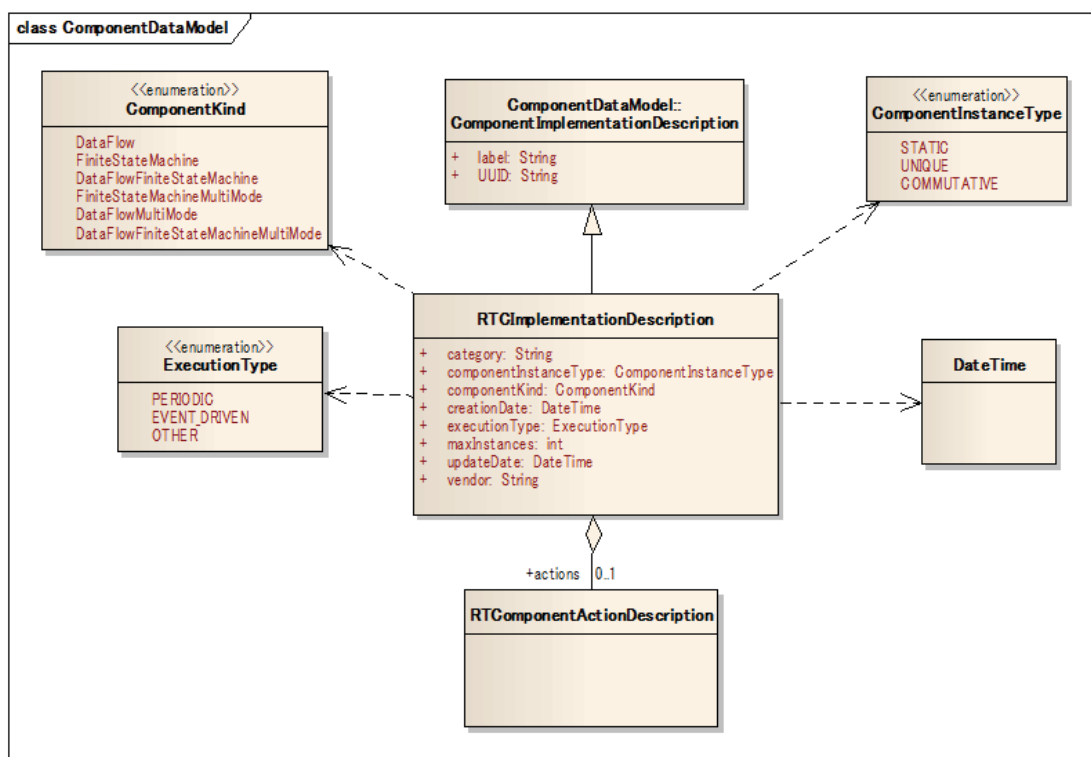 class ComponentDataModel
<<enumeration>>
ComponentKind
DataFlow
FiniteStateMachine
DataFlowFiniteStateMachine
FiniteStateMachineMultiMode
DataFlowMultiMode
DataFlowFiniteStateMachineMultiMode
ComponentDataModel::
ComponentImplementationDescription
+ label: String
+ UUID: String
<<enumeration>>
ComponentInstanceType
STATIC
UNIQUE
COMMUTATIVE
<<enumeration>>
ExecutionType
PERIODIC
EVENT_DRIVEN
OTHER
RTCImplementationDescription
+ category: String
+ componentInstanceType: ComponentInstanceType
+ componentKind: ComponentKind
+ creationDate: DateTime
+ executionType: ExecutionType
+ maxInstances: int
+ updateDate: DateTime
+ vendor: String
DateTime
+actions 0..1
RTComponentActionDescription